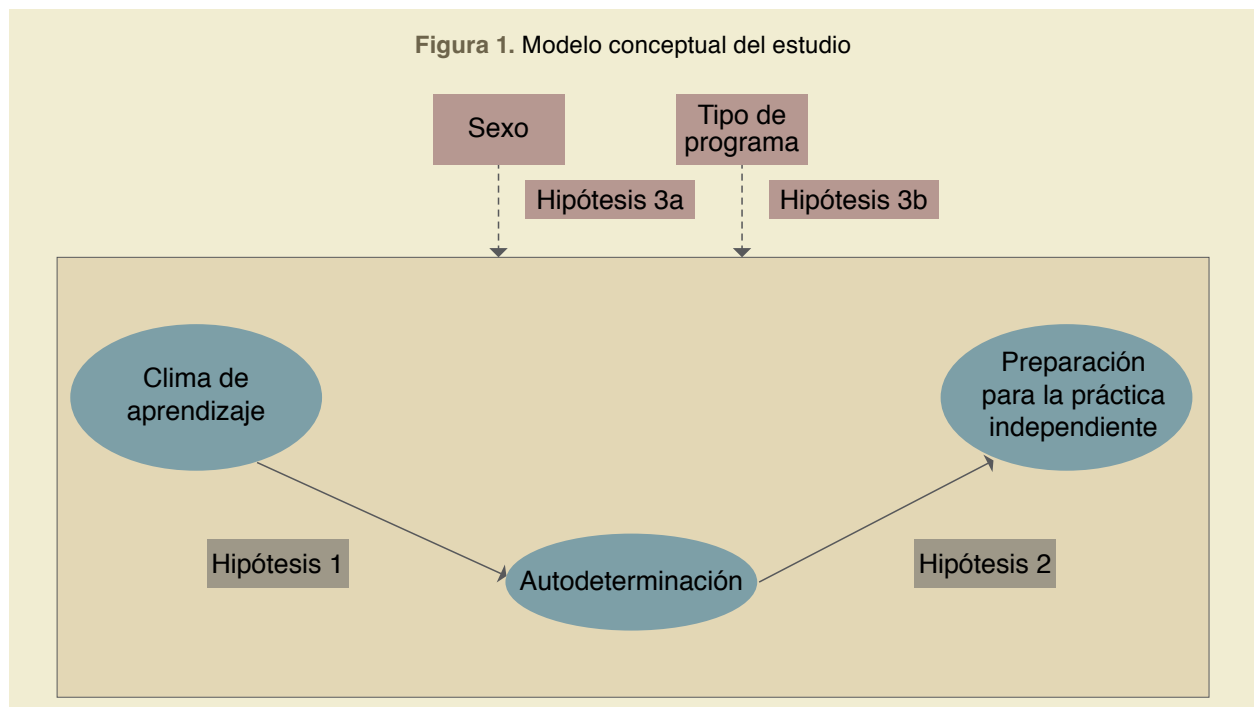 Figura 1. Modelo conceptual del estudio
Sexo
Tipo de
programa
Hipótesis 3a
Hipótesis 3b
Clima de
aprendizaje
Preparación
para la práctica
independiente
Hipótesis 1
Autodeterminación
Hipótesis 2